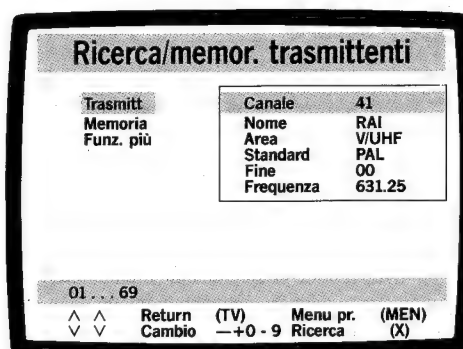 Ricerca/memor. trasmittenti
Trasmitt
Memoria
Funz. più
Canale 41
Nome RAI
Area V/UHF
Standard PAL
Fine 00
Frequenza 631.25
01 . . . 69
∧ ∧ Return (TV) Menu pr. (MEN)
∨ ∨ Cambio —+0 - 9 Ricerca (X)